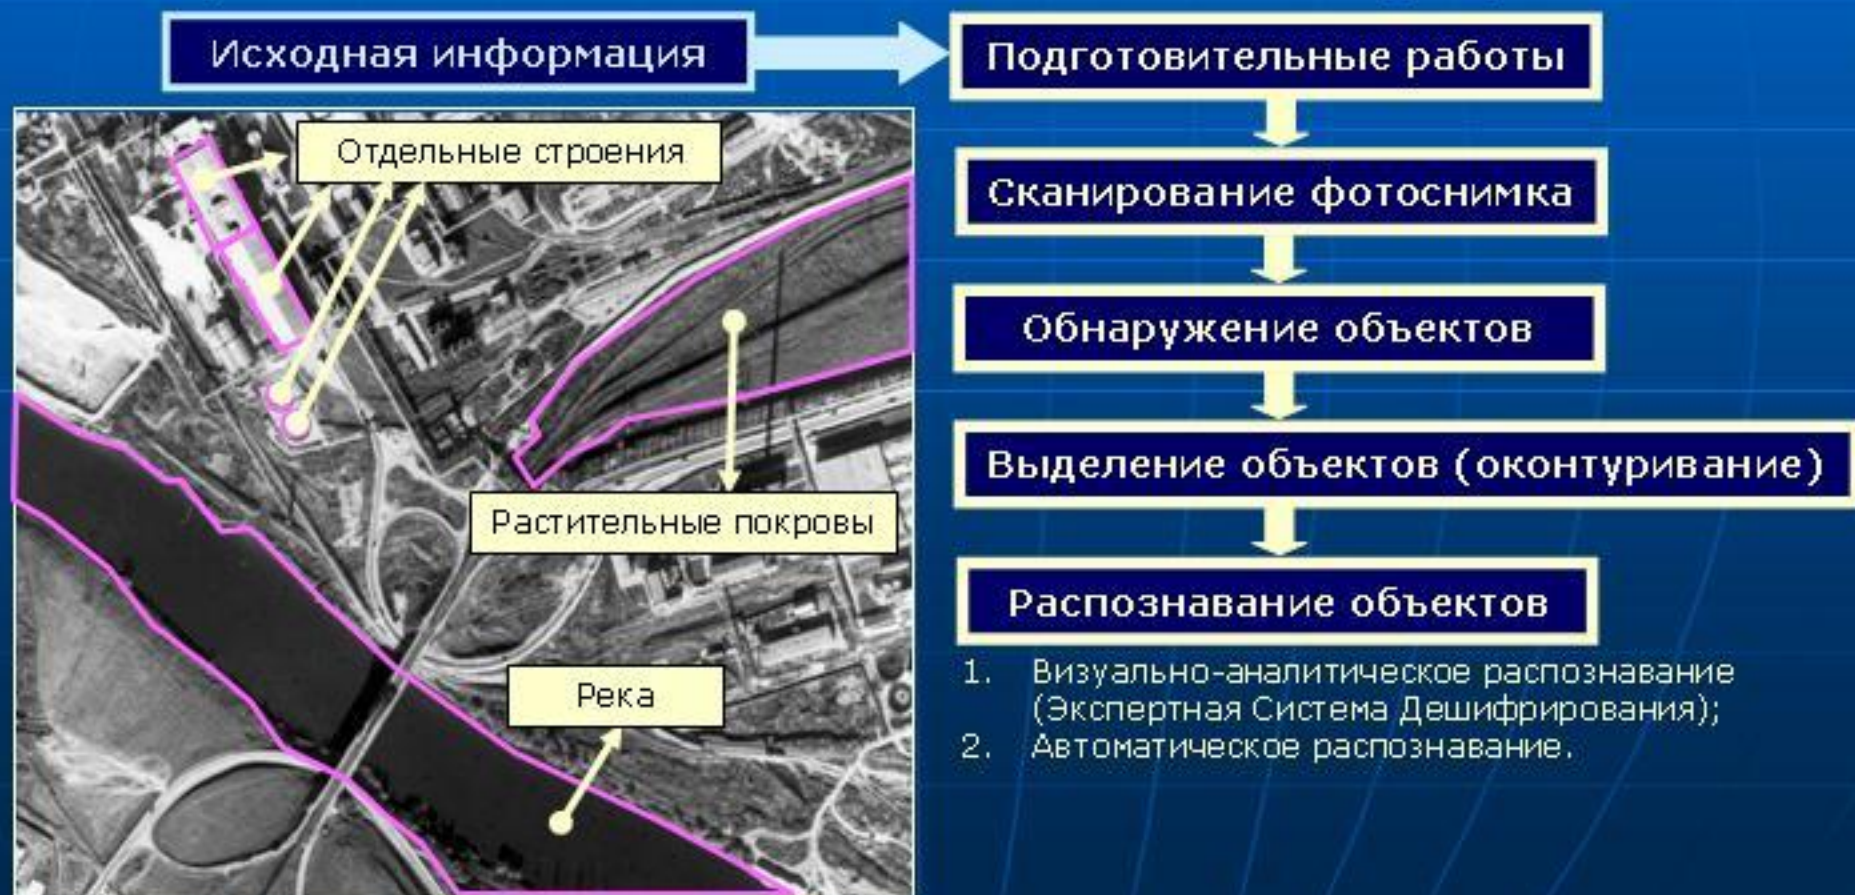 Исходная информация
Подготовительные работы
Отдельные строения
Сканирование фотоснимка
Обнаружение объектов
Выделение объектов (оконтуривание)
Растительные покровы
Распознавание объектов
Река
1. Визуально-аналитическое распознавание
(Экспертная Система Дешифрирования);
2. Автоматическое распознавание.